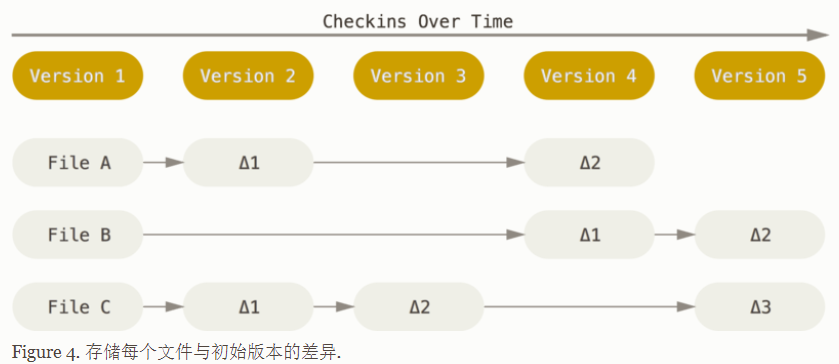 Checkins Over Time
Version 1 Version 2 Version 3 Version 4 Version 5
File A Δ1 Δ2
File B Δ1 Δ2
File C Δ1 Δ2 Δ3
Figure 4. 存储每个文件与初始版本的差异.